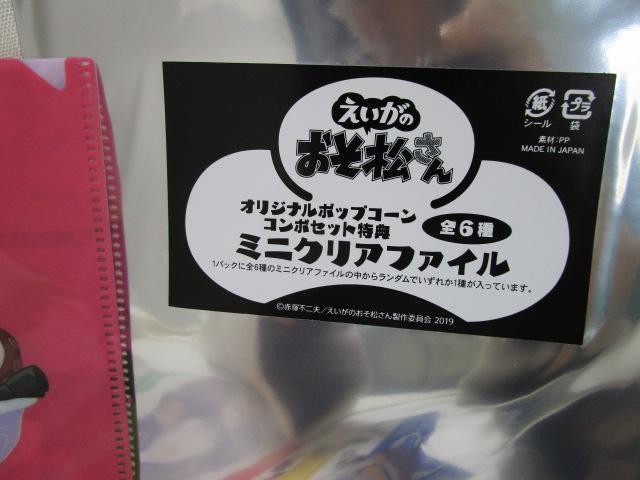 えいがの
おそ松さん
紙
シール
プラ
袋
素材:PP
MADE IN JAPAN
オリジナルポップコーン
コンボセット特典
全6種
ミニクリアファイル
1パックに全6種のミニクリアファイルの中からランダムでいずれか1種が入っています。
©赤塚不二夫/えいがのおそ松さん製作委員会 2019